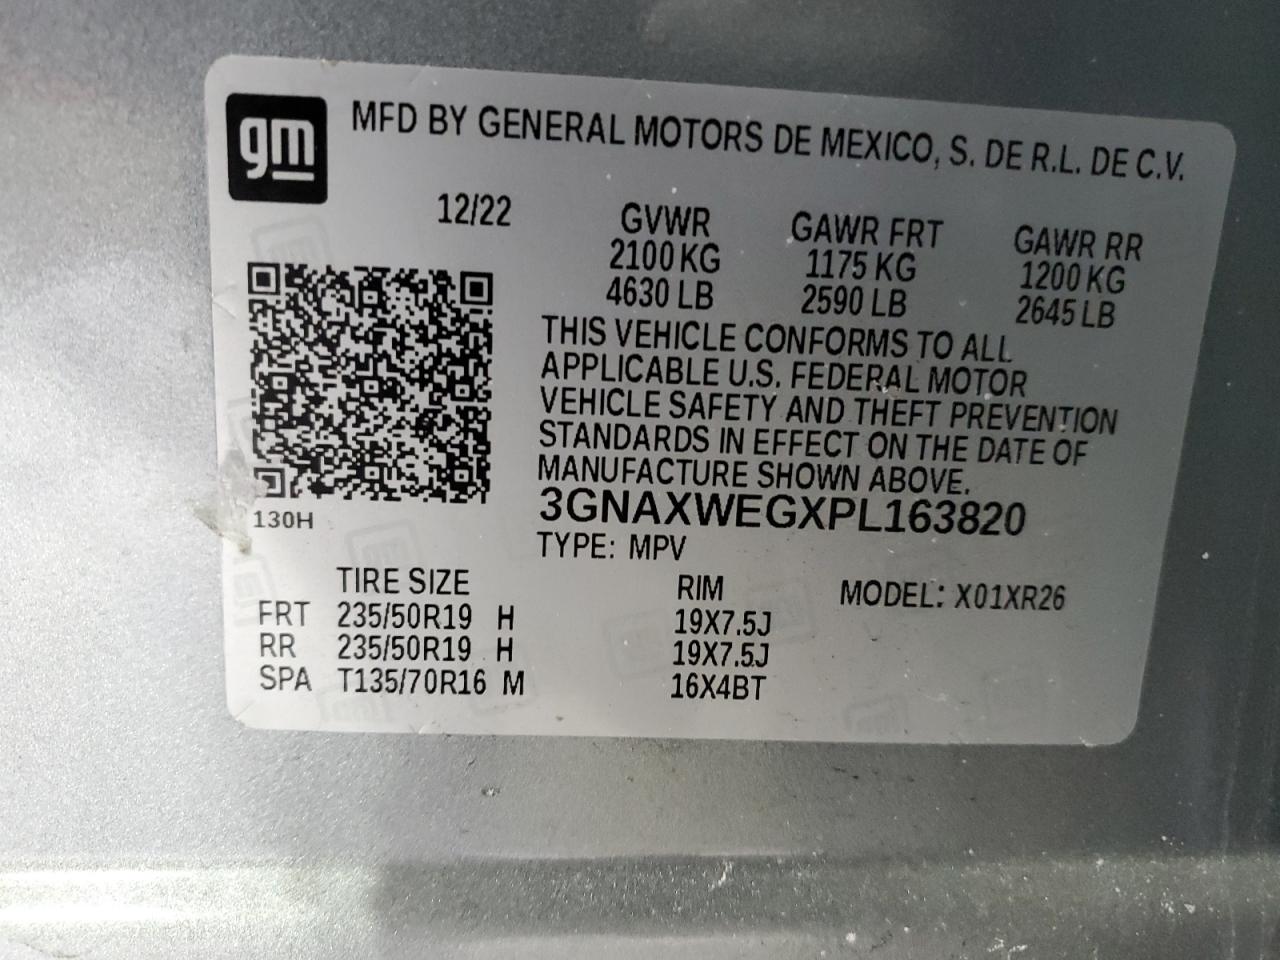 gm
MFD BY GENERAL MOTORS DE MEXICO, S. DE R.L. DE C.V.
12/22 GVWR GAWR FRT GAWR RR
2100 KG 1175 KG 1200 KG
4630 LB 2590 LB 2645 LB
THIS VEHICLE CONFORMS TO ALL
APPLICABLE U.S. FEDERAL MOTOR
VEHICLE SAFETY AND THEFT PREVENTION
STANDARDS IN EFFECT ON THE DATE OF
MANUFACTURE SHOWN ABOVE.
3GNAXWEGXPL163820
130H
TYPE: MPV
TIRE SIZE RIM MODEL: X01XR26
FRT 235/50R19 H 19X7.5J
RR 235/50R19 H 19X7.5J
SPA T135/70R16 M 16X4BT